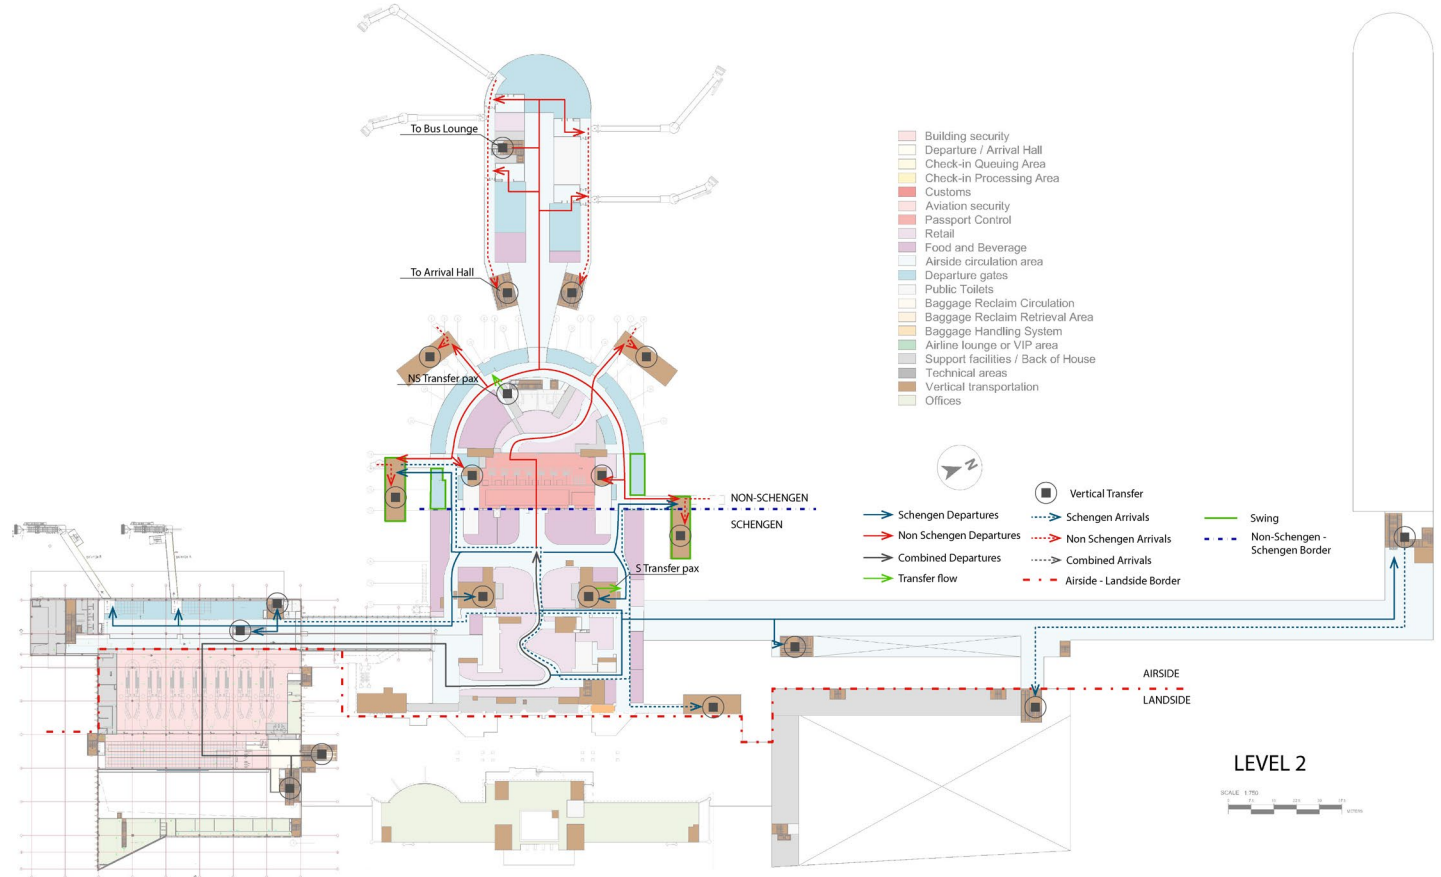 To Bus Lounge
To Arrival Hall
NS Transfer pax
S Transfer pax
Building security
Departure / Arrival Hall
Check-in Queuing Area
Check-in Processing Area
Customs
Aviation security
Passport Control
Retail
Food and Beverage
Airside circulation area
Departure gates
Public Toilets
Baggage Reclaim Circulation
Baggage Reclaim Retrieval Area
Baggage Handling System
Airline lounge or VIP area
Support facilities / Back of House
Technical areas
Vertical transportation
Offices
N
NON-SCHENGEN
SCHENGEN
Schengen Departures
Non Schengen Departures
Combined Departures
Transfer flow
Vertical Transfer
Schengen Arrivals
Non Schengen Arrivals
Combined Arrivals
Airside - Landside Border
Swing
Non-Schengen -
Schengen Border
AIRSIDE
LANDSIDE
LEVEL 2
SCALE 1:750
METERS